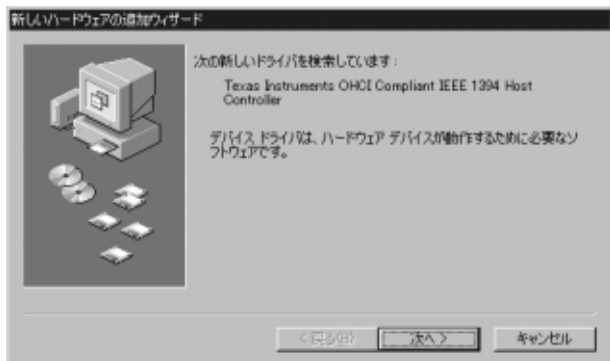 新しいハードウェアの追加ウィザード
次の新しいドライバを検索しています：
Texas Instruments OHCI Compliant IEEE 1394 Host
Controller
デバイス ドライバは、ハードウェア デバイスが動作するために必要なソ
フトウェアです。
< 戻る(B)
次へ >
キャンセル